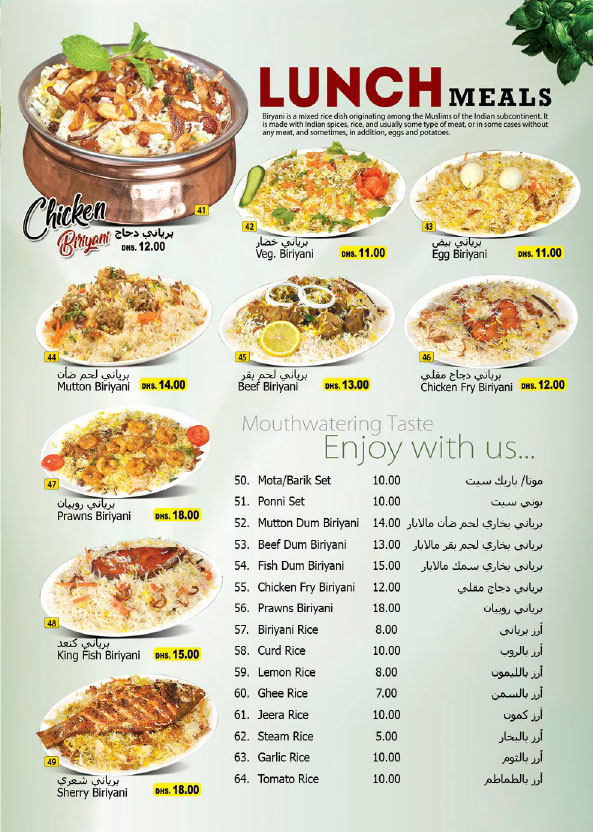 LUNCH MEALS
Biryani is a mixed rice dish originating among the Muslims of the Indian subcontinent. It
is made with Indian spices, rice, and usually some type of meat, or in some cases without
any meat, and sometimes, in addition, eggs and potatoes.
41
Chicken
Biriyani
برياني دجاج
DHS. 12.00
42
برياني خضار
Veg. Biriyani
DHS. 11.00
43
برياني بيض
Egg Biriyani
DHS. 11.00
44
برياني لحم ضأن
Mutton Biriyani
DHS. 14.00
45
برياني لحم بقر
Beef Biriyani
DHS. 13.00
46
برياني دجاج مقلي
Chicken Fry Biriyani
DHS. 12.00
47
برياني روبيان
Prawns Biriyani
DHS. 18.00
48
برياني كنعد
King Fish Biriyani
DHS. 15.00
49
برياني شعري
Sherry Biriyani
DHS. 18.00
Mouthwatering Taste
Enjoy with us...
50. Mota/Barik Set 10.00 موتا/ باريك سيت
51. Ponni Set 10.00 بوني سيت
52. Mutton Dum Biriyani 14.00 برياني بخاري لحم ضأن مالابار
53. Beef Dum Biriyani 13.00 برياني بخاري لحم بقر مالابار
54. Fish Dum Biriyani 15.00 برياني بخاري سمك مالابار
55. Chicken Fry Biriyani 12.00 برياني دجاج مقلي
56. Prawns Biriyani 18.00 برياني روبيان
57. Biriyani Rice 8.00 أرز برياني
58. Curd Rice 10.00 أرز بالروب
59. Lemon Rice 8.00 أرز بالليمون
60. Ghee Rice 7.00 أرز بالسمن
61. Jeera Rice 10.00 أرز كمون
62. Steam Rice 5.00 أرز بالبخار
63. Garlic Rice 10.00 أرز بالثوم
64. Tomato Rice 10.00 أرز بالطماطم